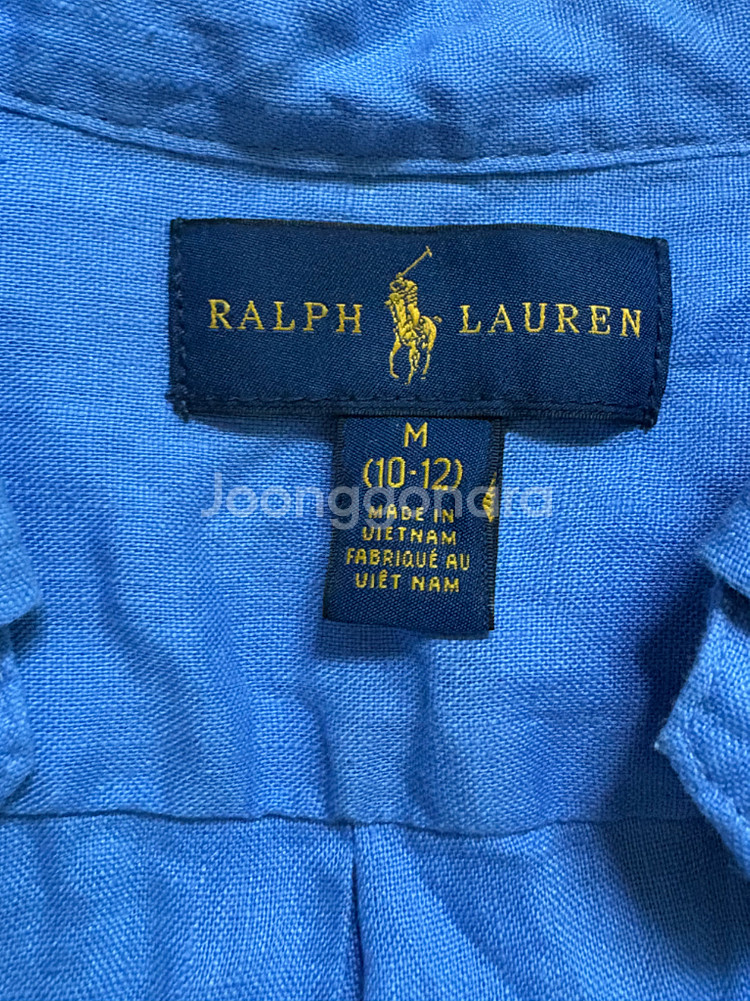 RALPH LAUREN
M
(10-12)
Joonggonara
MADE IN
VIETNAM
FABRIQUÉ AU
VIÊT NAM